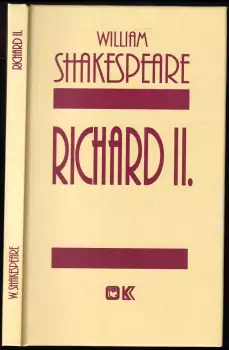 RICHARD II.
W. SHAKESPEARE
WILLIAM
SHAKESPEARE
RICHARD II.